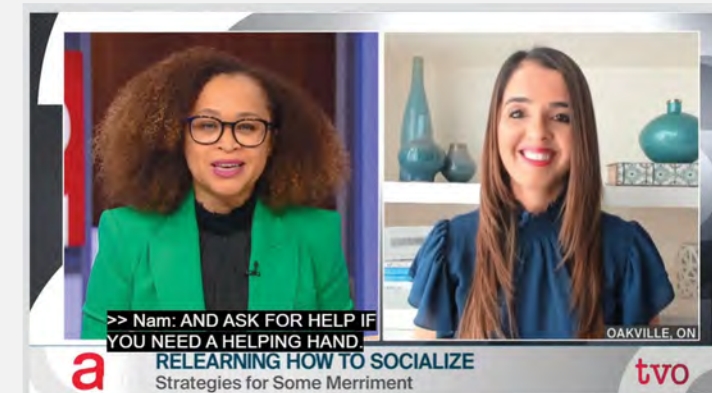 OAKVILLE, ON
>> Nam: AND ASK FOR HELP IF
YOU NEED A HELPING HAND.
a
RELEARNING HOW TO SOCIALIZE
Strategies for Some Merriment
tvo